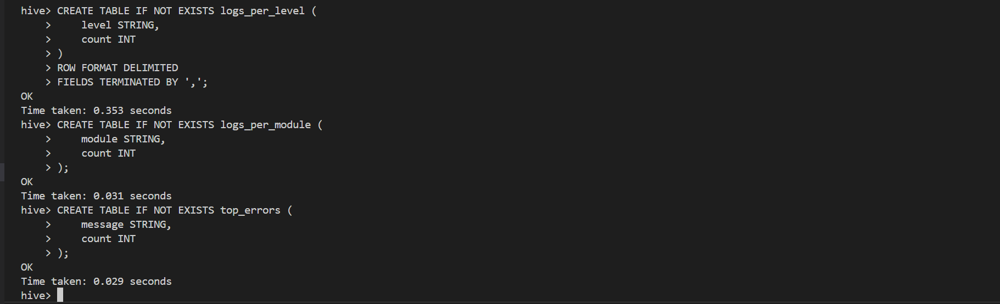 hive> CREATE TABLE IF NOT EXISTS logs_per_level (
    >     level STRING,
    >     count INT
    > )
    > ROW FORMAT DELIMITED
    > FIELDS TERMINATED BY ',';
OK
Time taken: 0.353 seconds
hive> CREATE TABLE IF NOT EXISTS logs_per_module (
    >     module STRING,
    >     count INT
    > );
OK
Time taken: 0.031 seconds
hive> CREATE TABLE IF NOT EXISTS top_errors (
    >     message STRING,
    >     count INT
    > );
OK
Time taken: 0.029 seconds
hive>